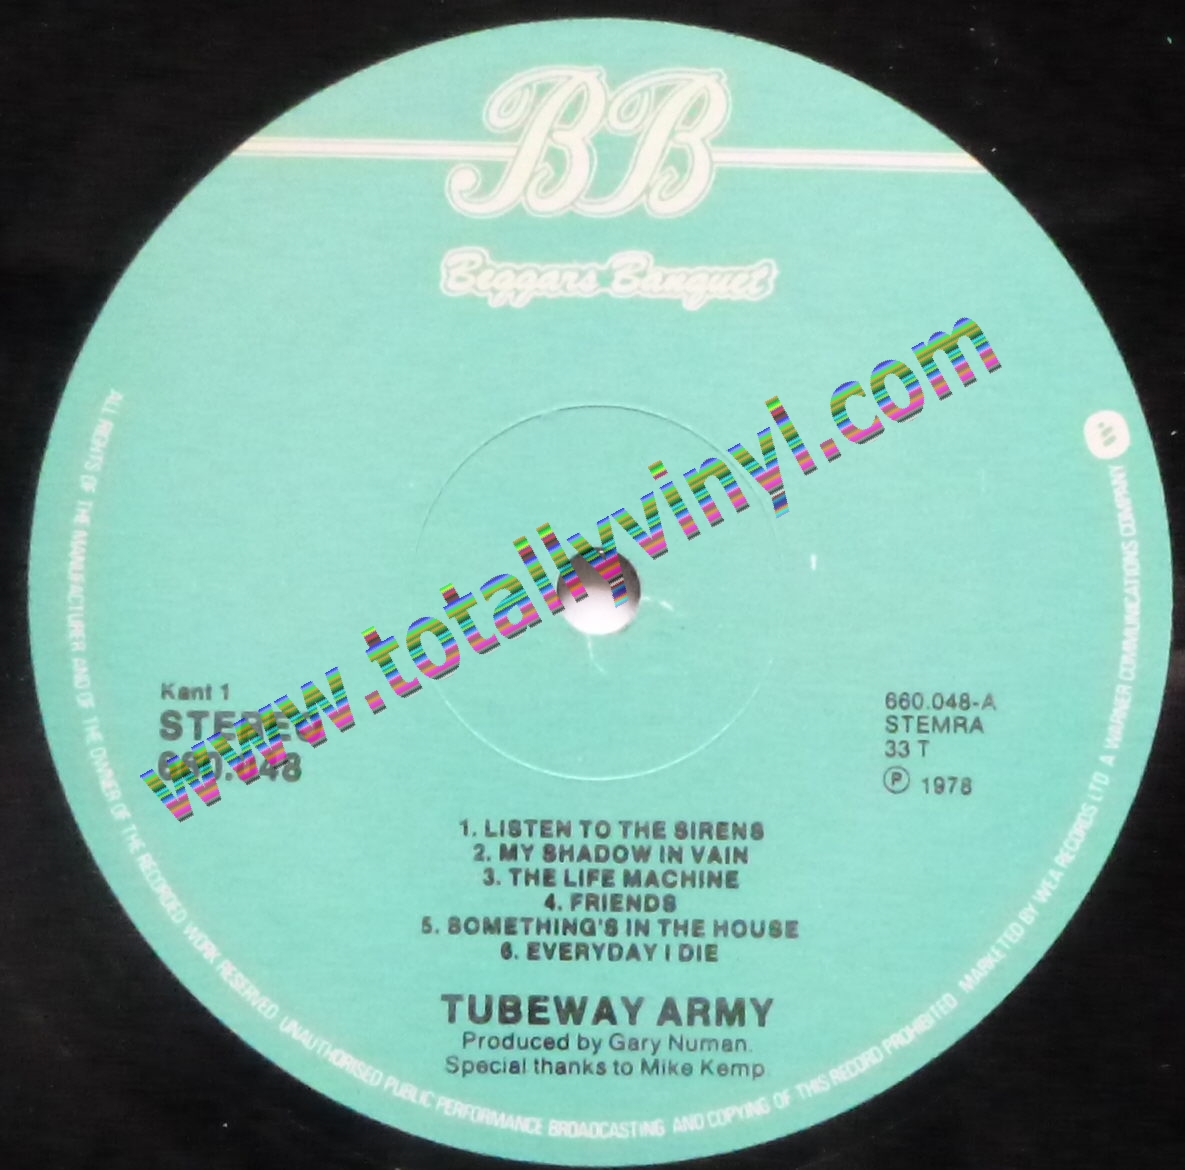 BB
Beggars Banquet
www.totallyvinyl.com
Kant 1
STEREO
660.048
660.048-A
STEMRA
33 T
Ⓟ 1978
1. LISTEN TO THE SIRENS
2. MY SHADOW IN VAIN
3. THE LIFE MACHINE
4. FRIENDS
5. SOMETHING'S IN THE HOUSE
6. EVERYDAY I DIE
TUBEWAY ARMY
Produced by Gary Numan.
Special thanks to Mike Kemp
ALL RIGHTS OF THE MANUFACTURER AND OF THE OWNER OF THE RECORDED WORK RESERVED UNAUTHORISED PUBLIC PERFORMANCE BROADCASTING AND COPYING OF THIS RECORD PROHIBITED MARKETED BY WEA RECORDS LTD A WARNER COMMUNICATIONS COMPANY